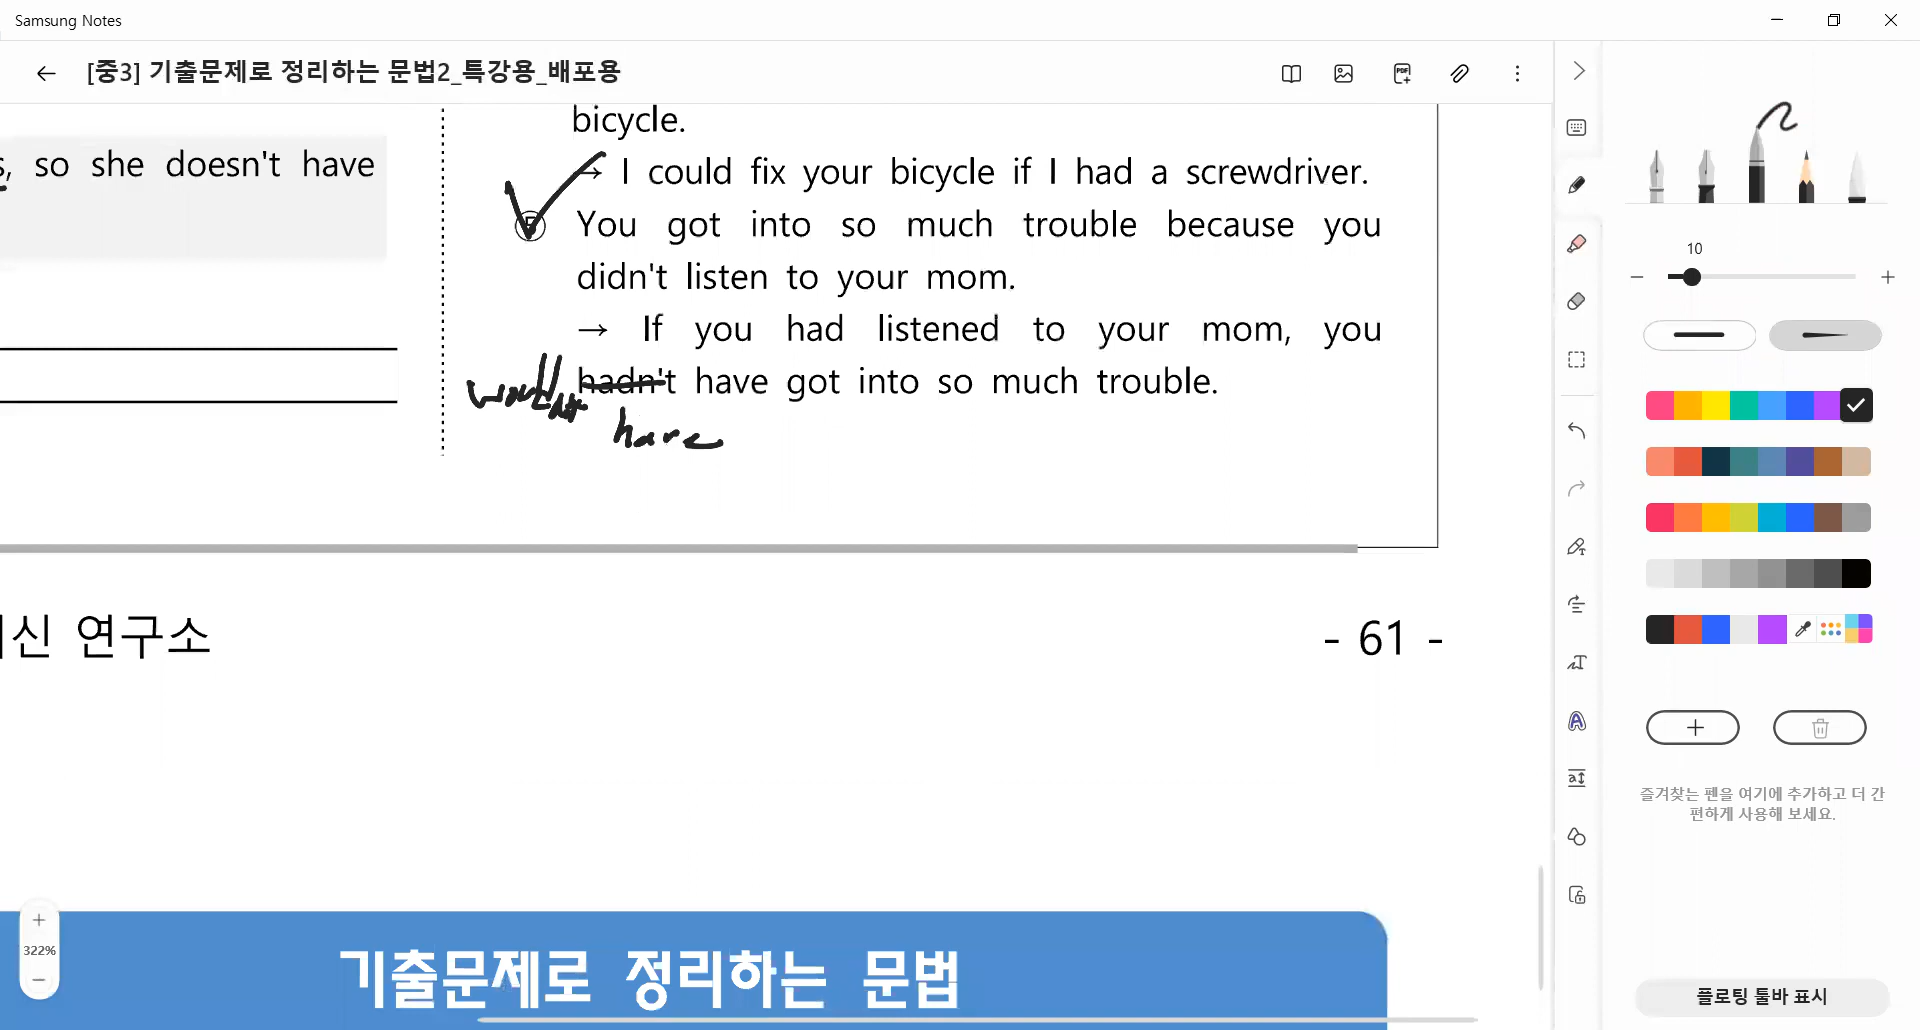 Samsung Notes
[중3] 기출문제로 정리하는 문법2_특강용_배포용
s, so she doesn't have
bicycle.
→ I could fix your bicycle if I had a screwdriver.
You got into so much trouble because you
didn't listen to your mom.
→ If you had listened to your mom, you
hadn't have got into so much trouble.
would not
have
신 연구소
- 61 -
기출문제로 정리하는 문법
322%
10
즐겨찾는 펜을 여기에 추가하고 더 간
편하게 사용해 보세요.
플로팅 툴바 표시